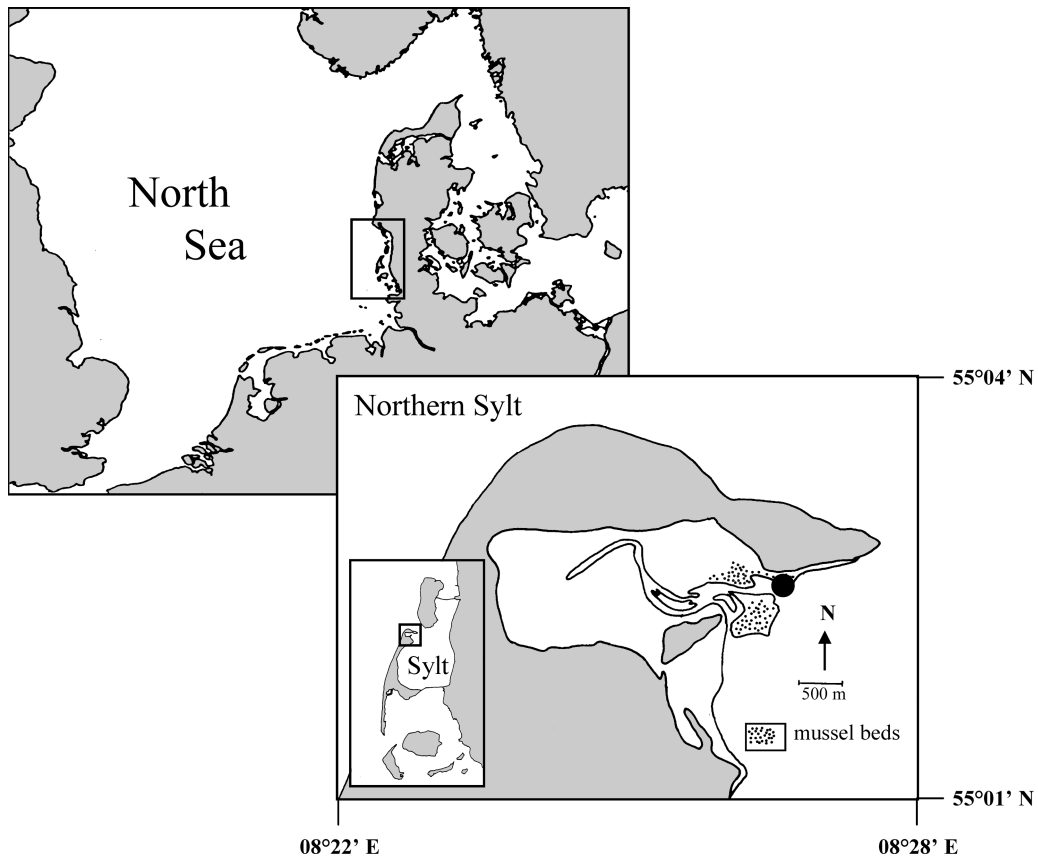 North
Sea
55°04’ N
Northern Sylt
N
Sylt
500 m
mussel beds
55°01’ N
08°22’ E
08°28’ E